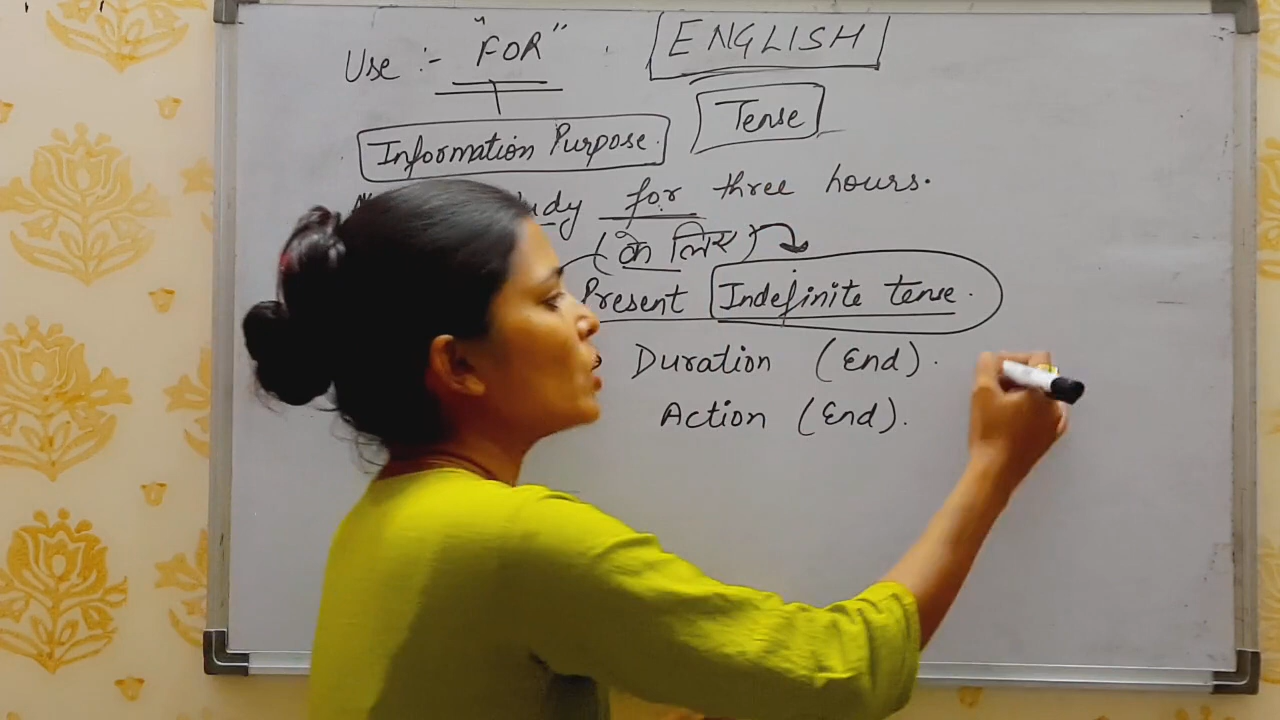 Use :- "FOR" . ENGLISH
Tense
Information Purpose.
study for three hours.
(के लिए)
Present Indefinite tense.
Duration (End).
Action (End).